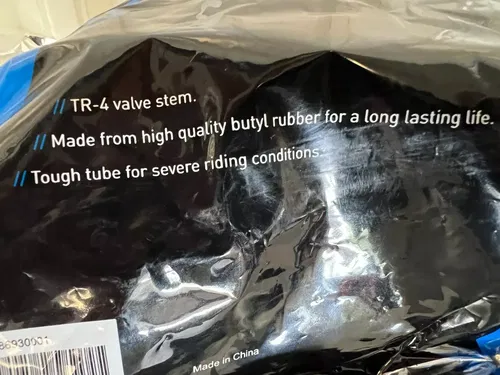 // TR-4 valve stem.
// Made from high quality butyl rubber for a long lasting life.
// Tough tube for severe riding conditions.
86930901
Made in China